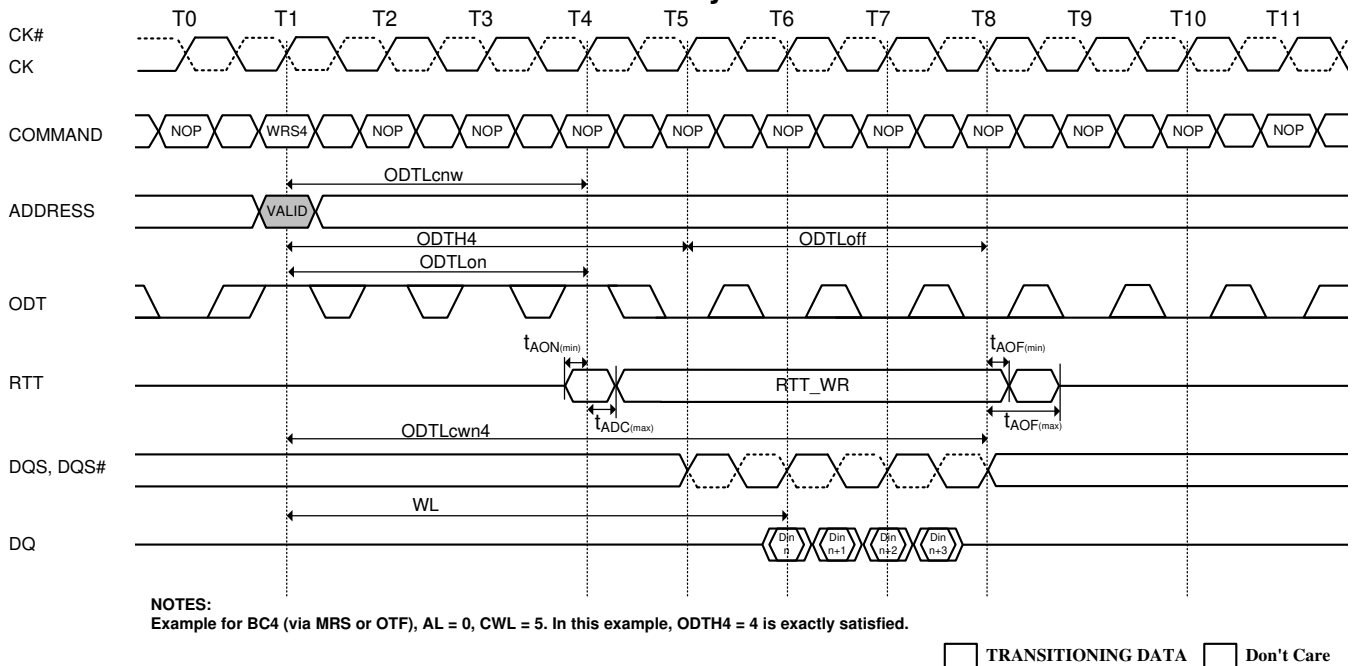 T0 T1 T2 T3 T4 T5 T6 T7 T8 T9 T10 T11
CK#
CK
COMMAND NOP WRS4 NOP NOP NOP NOP NOP NOP NOP NOP NOP NOP
ODTLcnw
ADDRESS VALID
ODTH4 ODTLoff
ODTLon
ODT
tAON(min) tAOF(min)
RTT RTT_WR
tADC(max) tAOF(max)
ODTLcwn4
DQS, DQS#
WL
DQ Din n Din n+1 Din n+2 Din n+3
NOTES:
Example for BC4 (via MRS or OTF), AL = 0, CWL = 5. In this example, ODTH4 = 4 is exactly satisfied.
TRANSITIONING DATA Don't Care